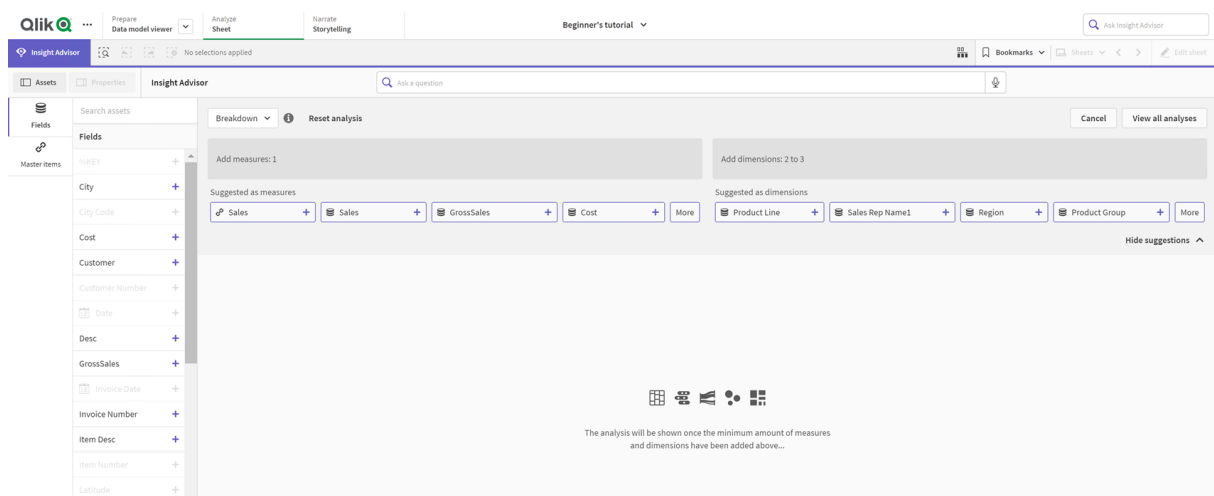 Qlik
Prepare
Data model viewer
Analyze
Sheet
Narrate
Storytelling
Beginner's tutorial
Ask Insight Advisor
Insight Advisor
No selections applied
Bookmarks
Sheets
Edit sheet
Assets
Properties
Insight Advisor
Ask a question
Fields
Master items
Search assets
Fields
%KEY
City
City Code
Cost
Customer
Customer Number
Date
Desc
GrossSales
Invoice Date
Invoice Number
Item Desc
Item Number
Latitude
Breakdown
Reset analysis
Cancel
View all analyses
Add measures: 1
Add dimensions: 2 to 3
Suggested as measures
Sales
Sales
GrossSales
Cost
More
Suggested as dimensions
Product Line
Sales Rep Name1
Region
Product Group
More
Hide suggestions
The analysis will be shown once the minimum amount of measures
and dimensions have been added above...